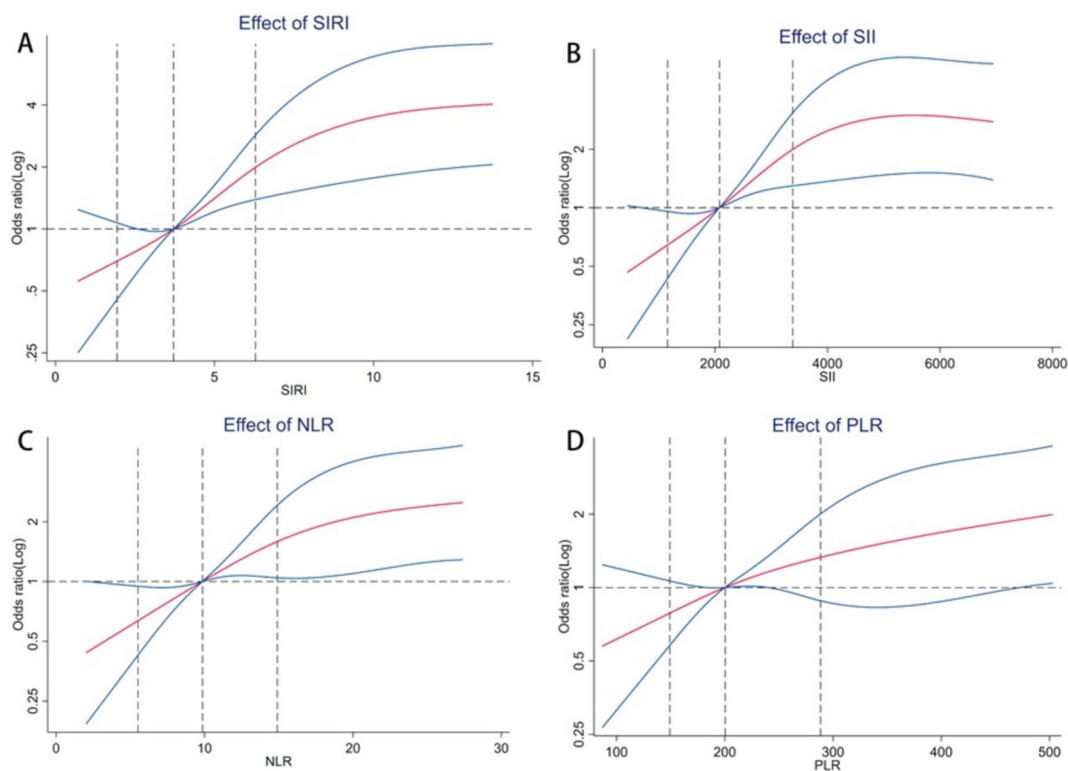 A
Effect of SIRI
Odds ratio(Log)
4
2
1
.5
.25
0
5
10
15
SIRI
B
Effect of SII
Odds ratio(Log)
2
1
0.5
0.25
0
2000
4000
6000
8000
SII
C
Effect of NLR
Odds ratio(Log)
2
1
0.5
0.25
0
10
20
30
NLR
D
Effect of PLR
Odds ratio(Log)
2
1
0.5
0.25
100
200
300
400
500
PLR